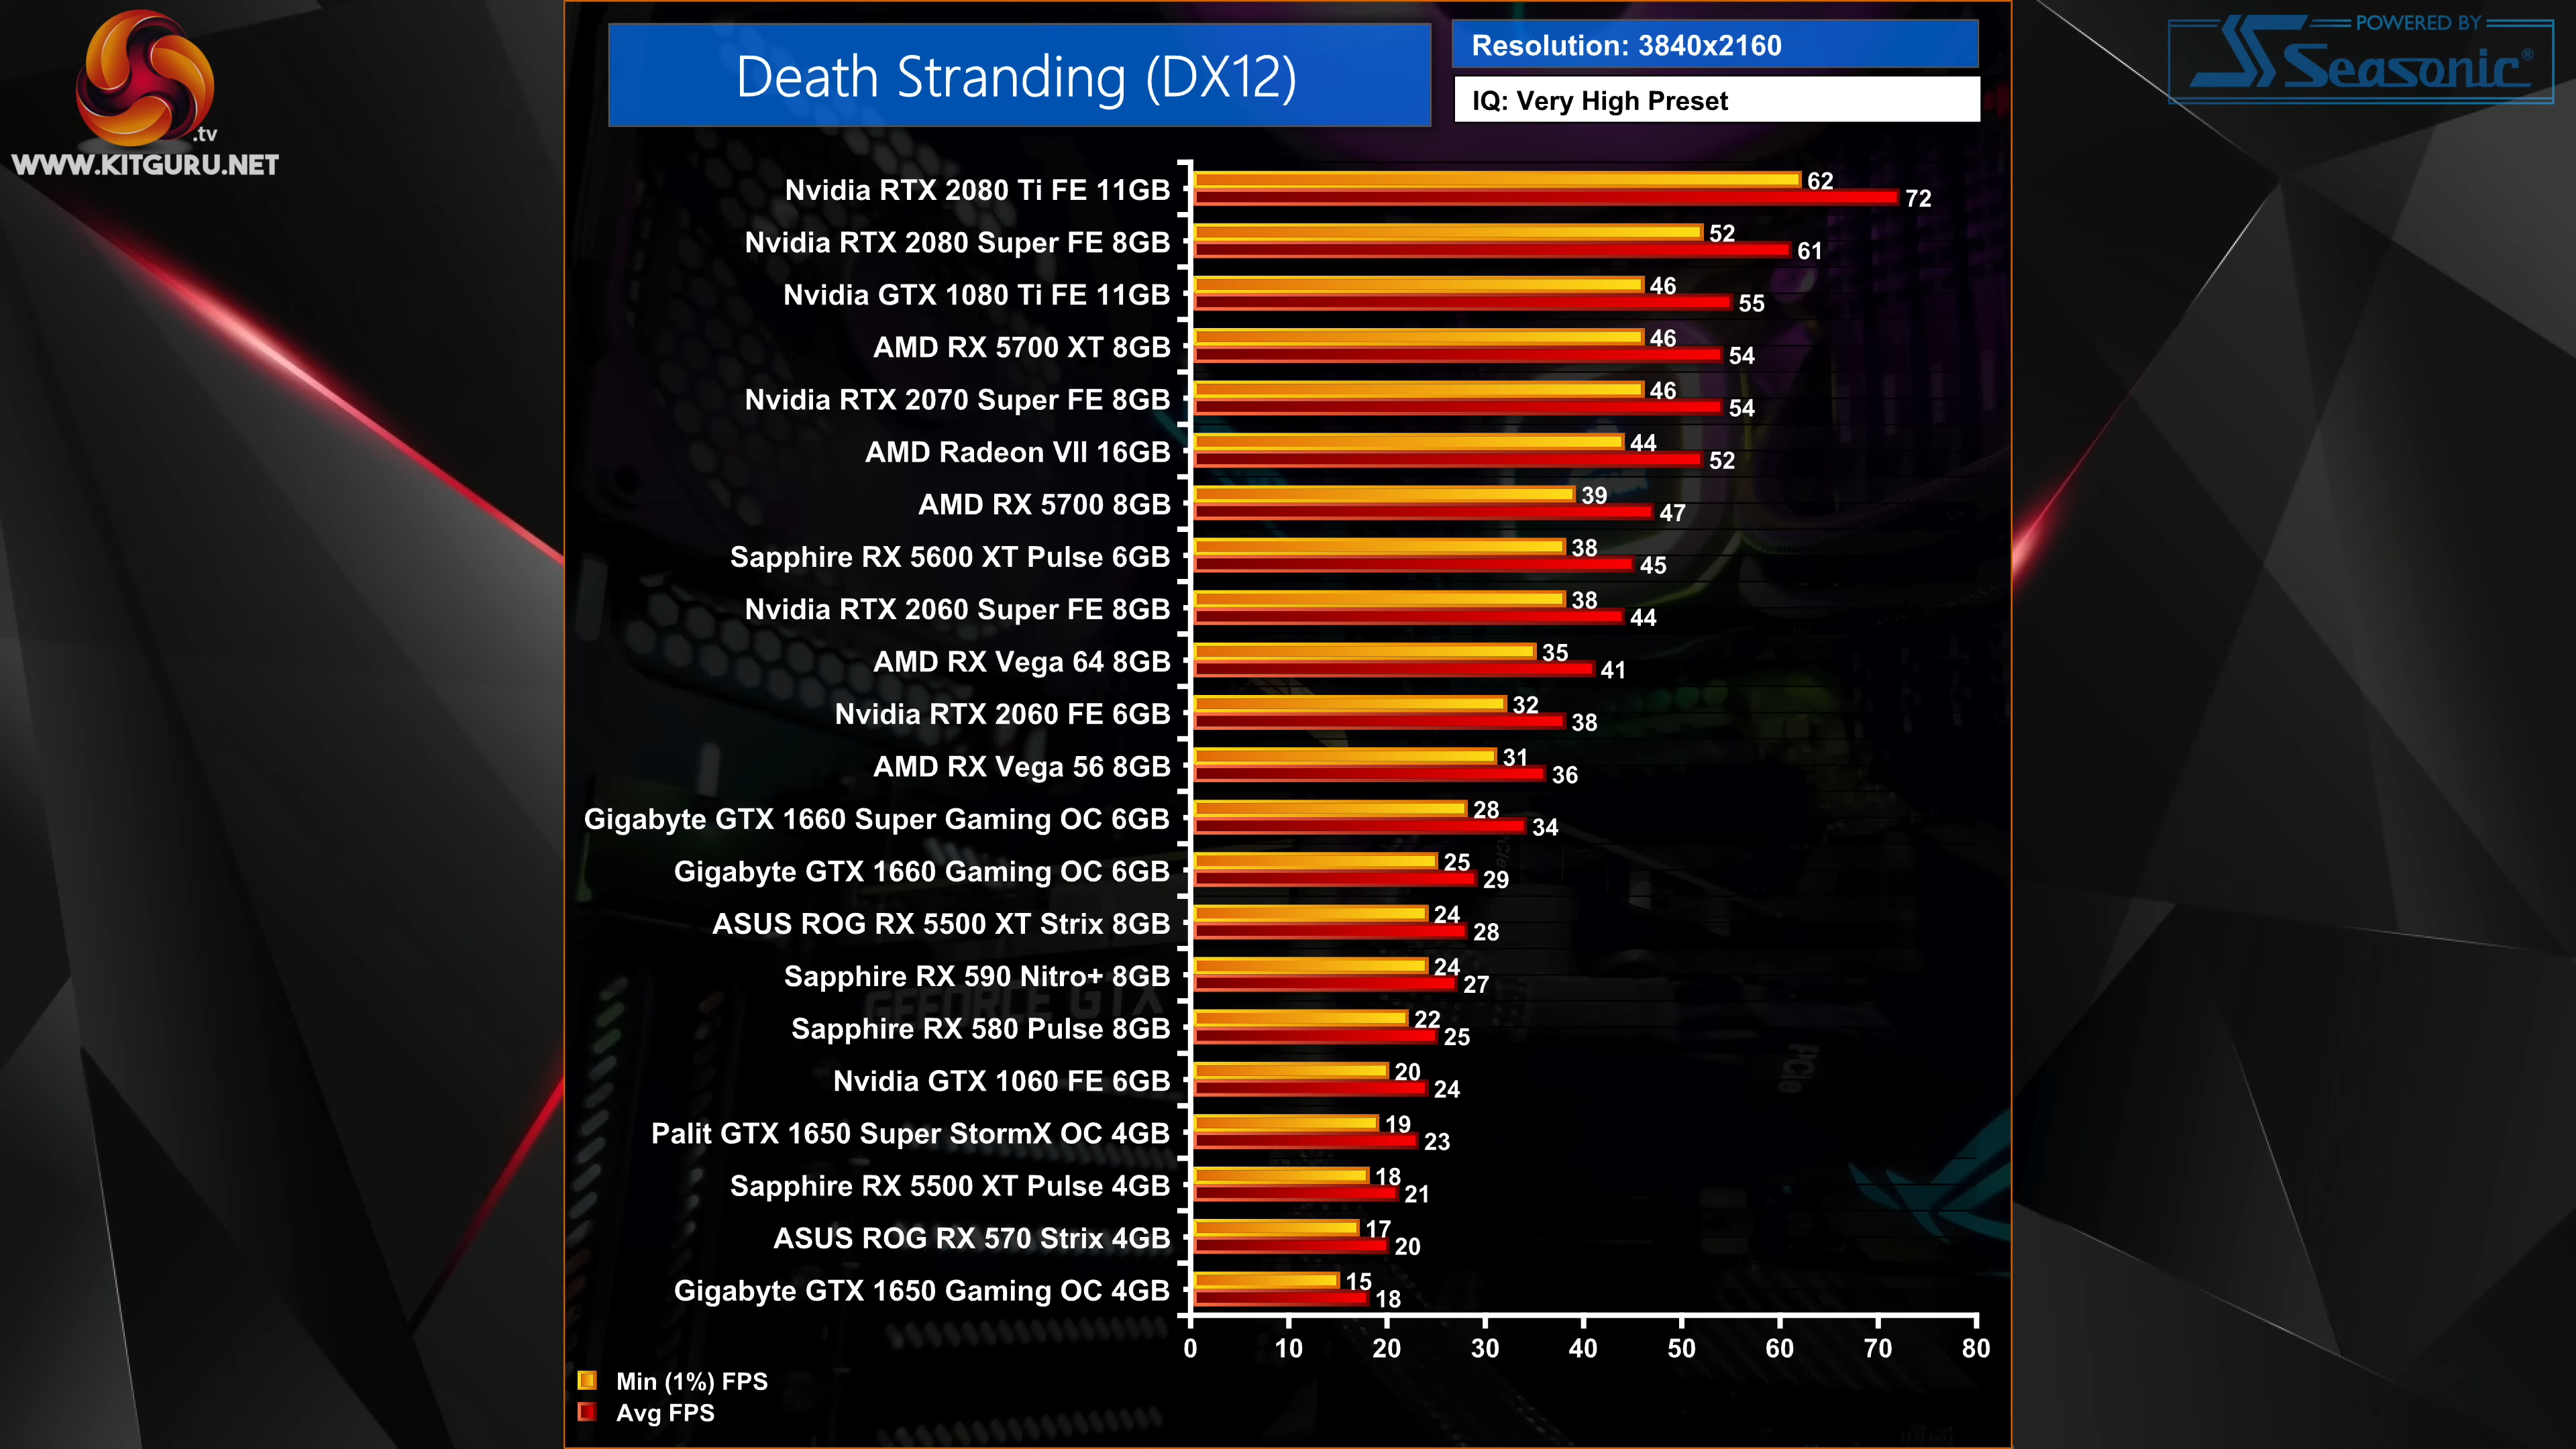 .tv
WWW.KITGURU.NET
Death Stranding (DX12)
Resolution: 3840x2160
IQ: Very High Preset
POWERED BY
Seasonic®
Nvidia RTX 2080 Ti FE 11GB 62 72
Nvidia RTX 2080 Super FE 8GB 52 61
Nvidia GTX 1080 Ti FE 11GB 46 55
AMD RX 5700 XT 8GB 46 54
Nvidia RTX 2070 Super FE 8GB 46 54
AMD Radeon VII 16GB 44 52
AMD RX 5700 8GB 39 47
Sapphire RX 5600 XT Pulse 6GB 38 45
Nvidia RTX 2060 Super FE 8GB 38 44
AMD RX Vega 64 8GB 35 41
Nvidia RTX 2060 FE 6GB 32 38
AMD RX Vega 56 8GB 31 36
Gigabyte GTX 1660 Super Gaming OC 6GB 28 34
Gigabyte GTX 1660 Gaming OC 6GB 25 29
ASUS ROG RX 5500 XT Strix 8GB 24 28
Sapphire RX 590 Nitro+ 8GB 24 27
GEFORCE GTX
Sapphire RX 580 Pulse 8GB 22 25
Nvidia GTX 1060 FE 6GB 20 24
Palit GTX 1650 Super StormX OC 4GB 19 23
Sapphire RX 5500 XT Pulse 4GB 18 21
ASUS ROG RX 570 Strix 4GB 17 20
Gigabyte GTX 1650 Gaming OC 4GB 15 18
0 10 20 30 40 50 60 70 80
Min (1%) FPS
Avg FPS